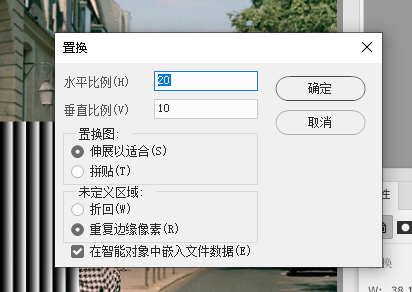 置换
水平比例(H)
20
确定
垂直比例(V)
10
取消
置换图:
伸展以适合(S)
拼贴(T)
未定义区域:
折回(W)
重复边缘像素(R)
在智能对象中嵌入文件数据(E)
性
换
W: 38.1